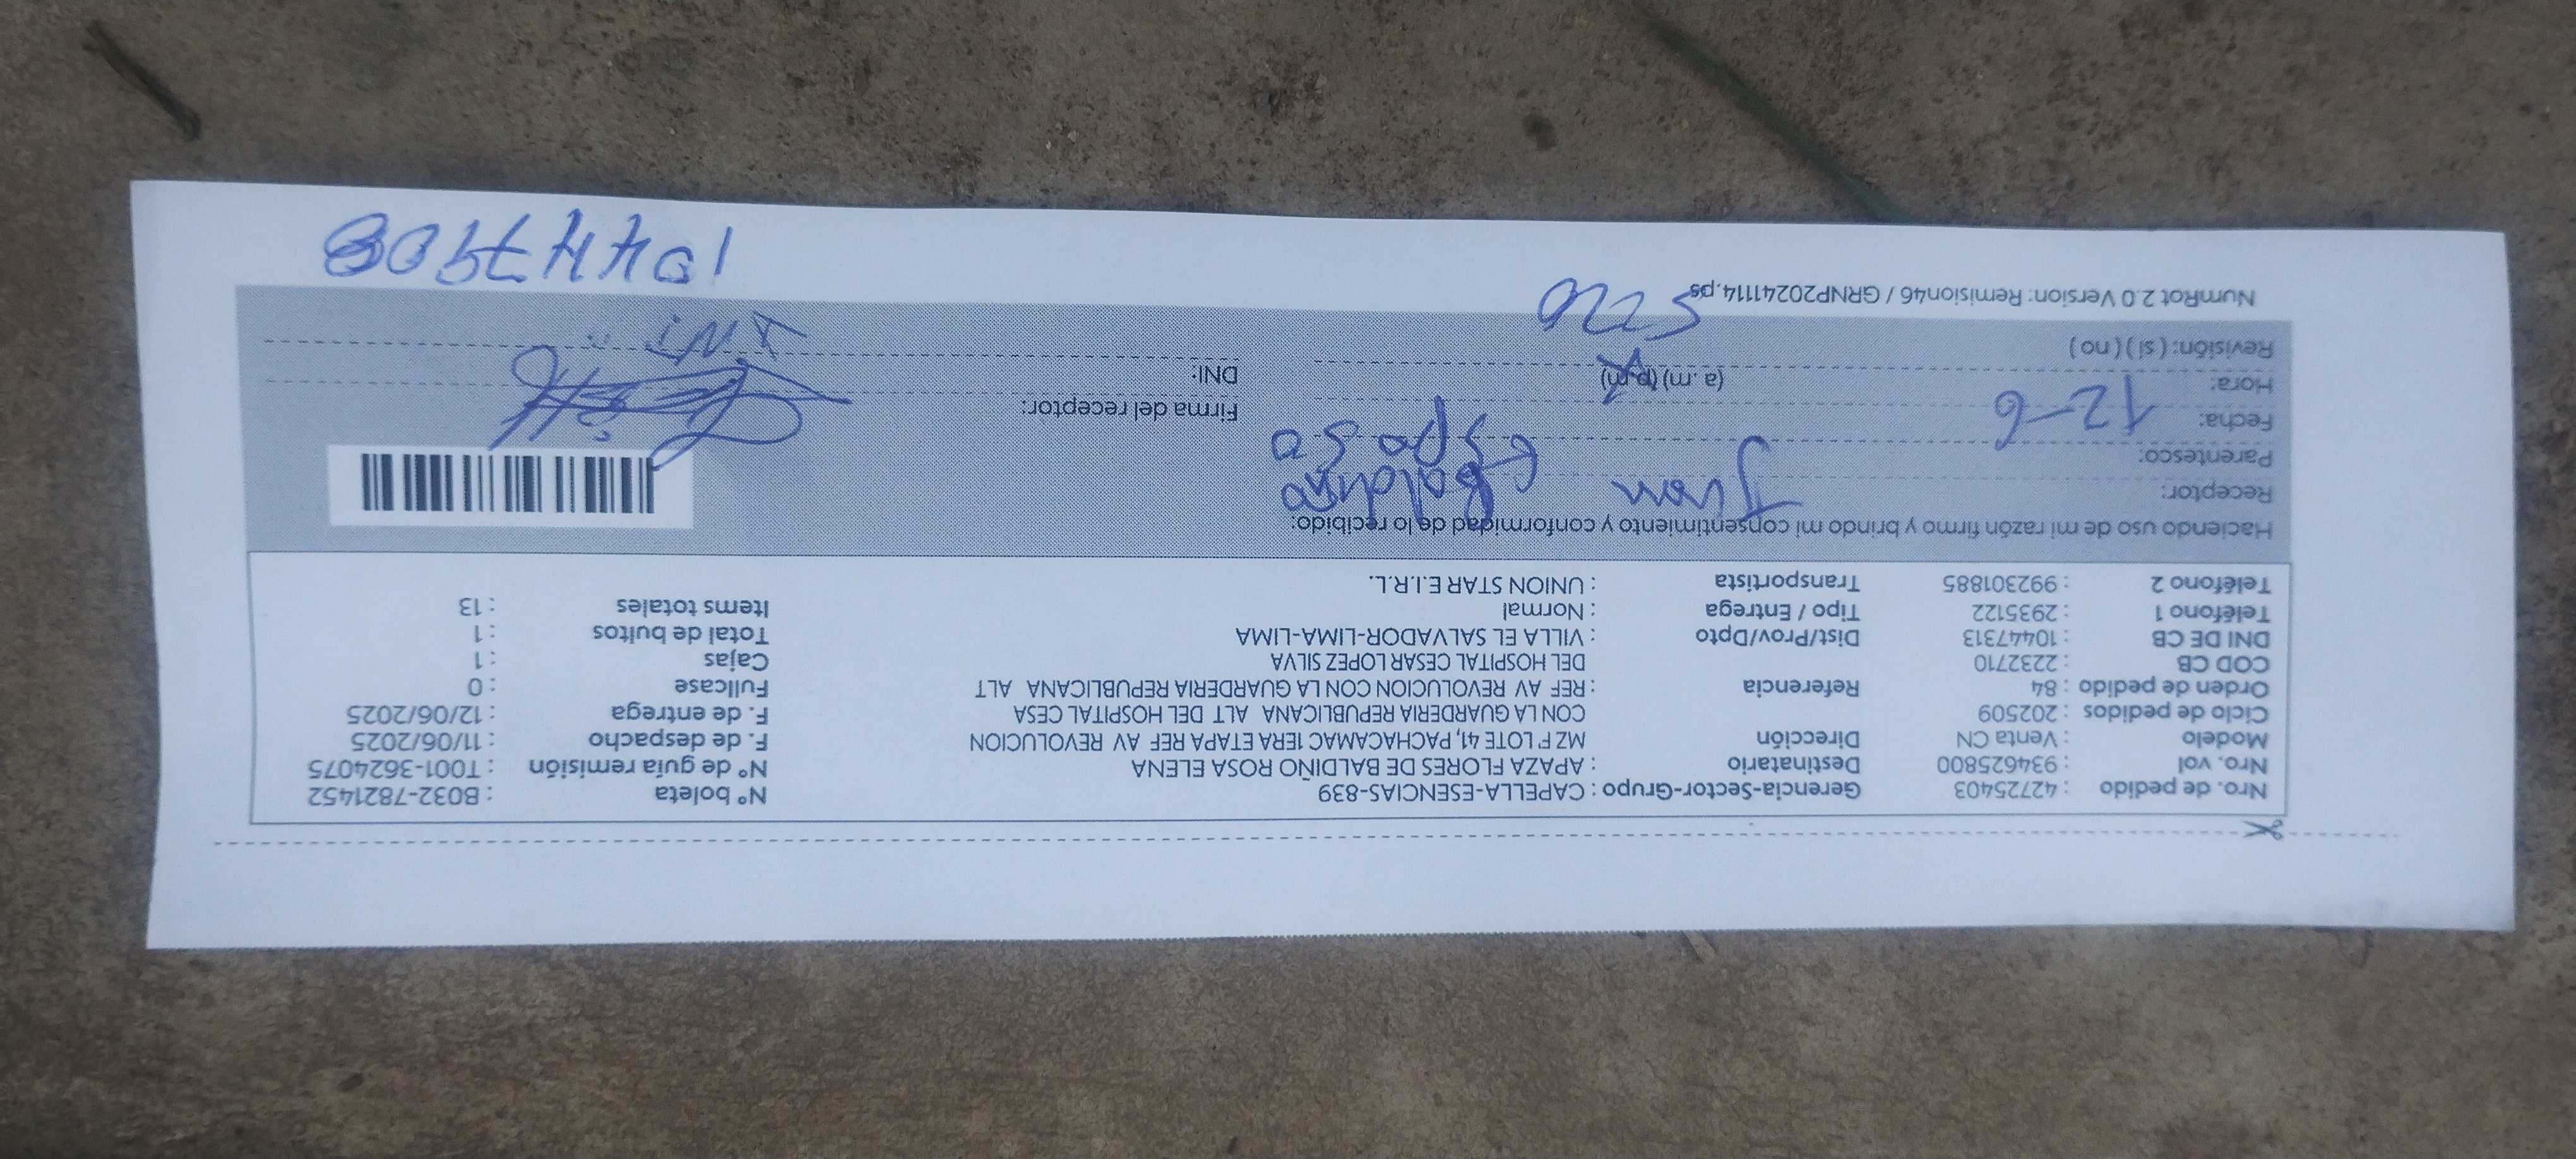 Nro. de pedido : 42725403 Gerencia-Sector-Grupo : CAPELLA-ESENCIAS-839 N° boleta : B032-7821452
Nro. vol : 934625800 Destinatario : APAZA FLORES DE BALDIÑO ROSA ELENA N° de guía remisión : T001-3624075
Modelo : Venta CN Dirección MZ F LOTE 41, PACHACAMAC 1ERA ETAPA REF AV REVOLUCION F. de despacho : 11/06/2025
Ciclo de pedidos : 202509 CON LA GUARDERIA REPUBLICANA ALT DEL HOSPITAL CESA F. de entrega : 12/06/2025
Orden de pedido : 84 Referencia : REF AV REVOLUCION CON LA GUARDERIA REPUBLICANA ALT Fullcase : 0
COD CB : 2232710 DEL HOSPITAL CESAR LOPEZ SILVA Cajas : 1
DNI DE CB : 10447313 Dist/Prov/Dpto : VILLA EL SALVADOR-LIMA-LIMA Total de bultos : 1
Teléfono 1 : 2935122 Tipo / Entrega : Normal Items totales : 13
Teléfono 2 : 992301885 Transportista : UNION STAR E.I.R.L.
Haciendo uso de mi razón firmo y brindo mi consentimiento y conformidad de lo recibido:
Receptor: Juan Balduino
Parentesco: Esposo
Fecha: 12-6 Firma del receptor:
Hora: (a.m) (p.m) DNI:
Revisión: ( si ) ( no )
NumRot 2.0 Version: Remision46 / GRNP20241114.ps